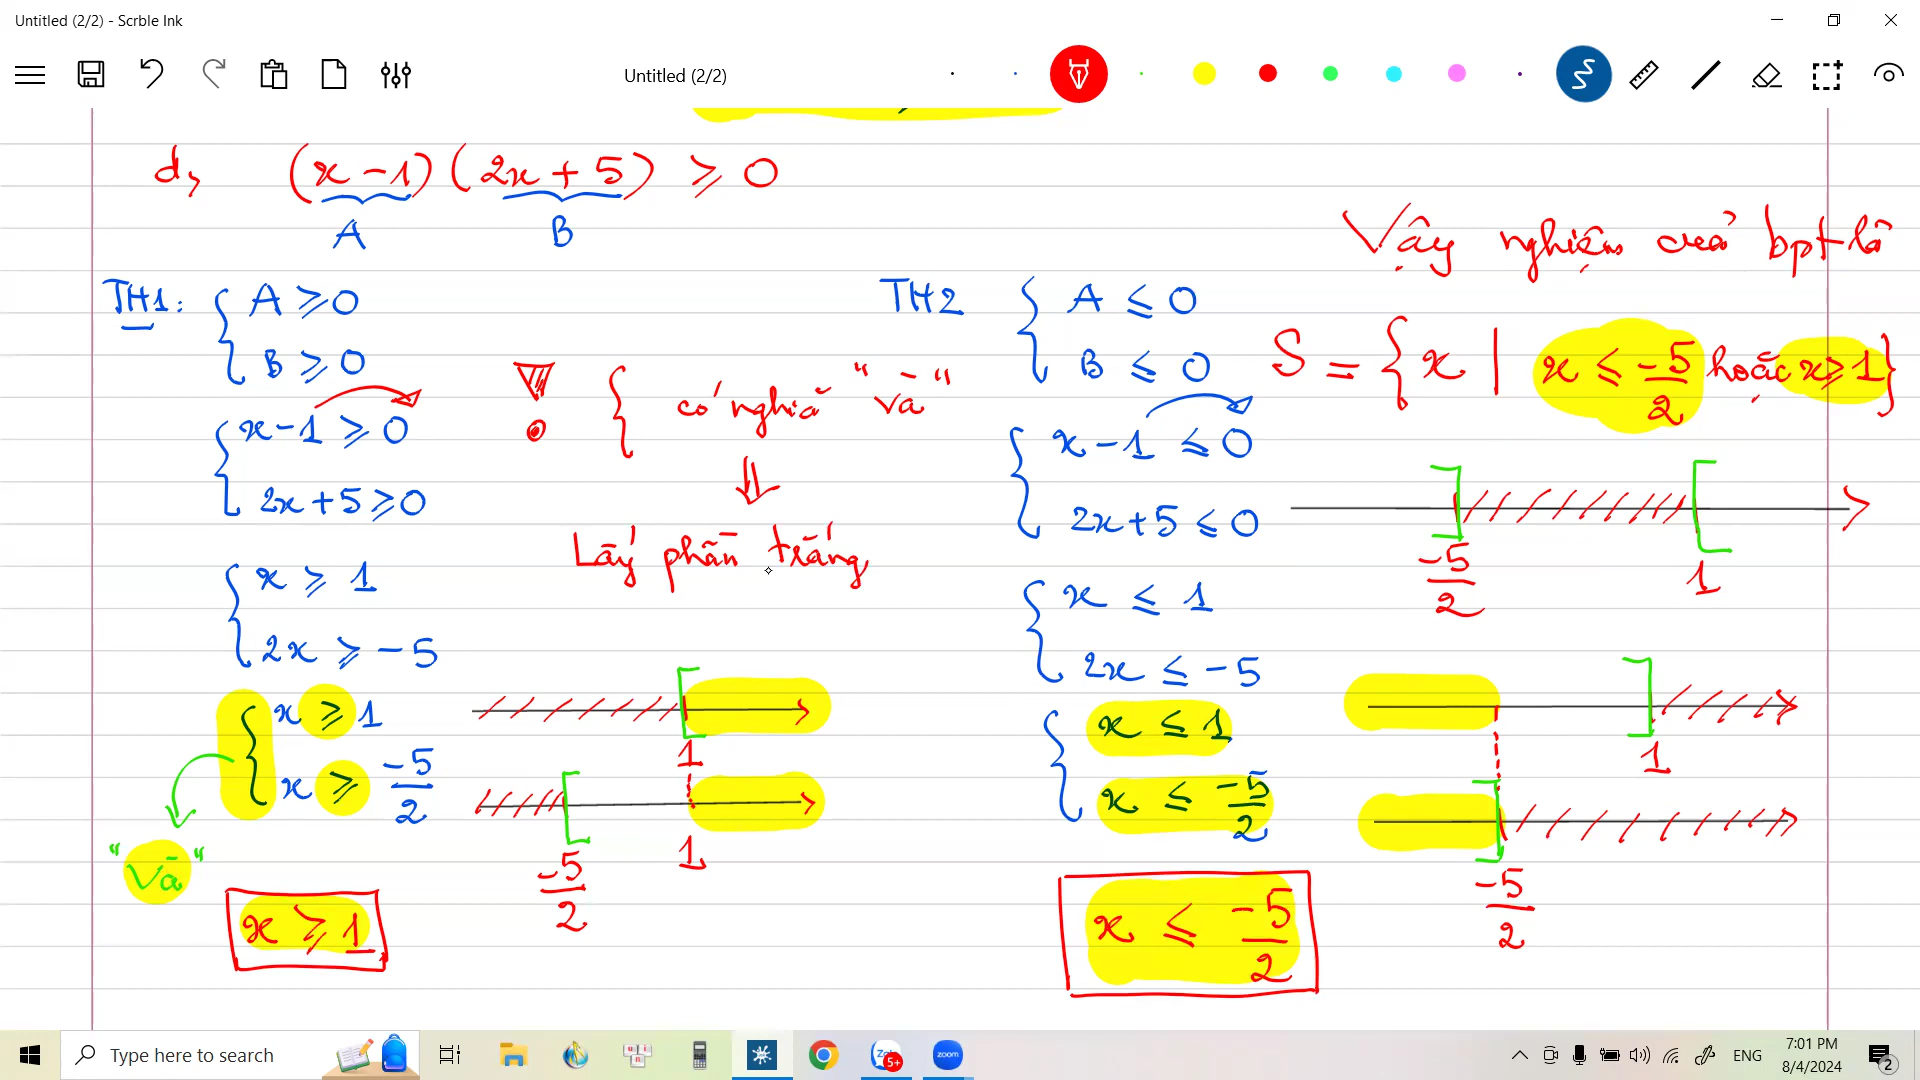 Untitled (2/2) - Scrble Ink
Untitled (2/2)
d, (x - 1)(2x + 5) ≥ 0
A B
TH1: { A ≥ 0
B ≥ 0
{ x - 1 ≥ 0
2x + 5 ≥ 0
{ x ≥ 1
2x ≥ -5
{ x ≥ 1
x ≥ -5/2
"Và"
x ≥ 1
1
-5/2 1
{ có nghĩa "Và"
⇓
Lấy phần trắng
TH2 { A ≤ 0
B ≤ 0
{ x - 1 ≤ 0
2x + 5 ≤ 0
{ x ≤ 1
2x ≤ -5
{ x ≤ 1
x ≤ -5/2
x ≤ -5/2
Vậy nghiệm của bpt là
S = { x | x ≤ -5/2 hoặc x ≥ 1 }
-5/2 1
1
-5/2
Type here to search
5+
zoom
ENG
7:01 PM
8/4/2024
2